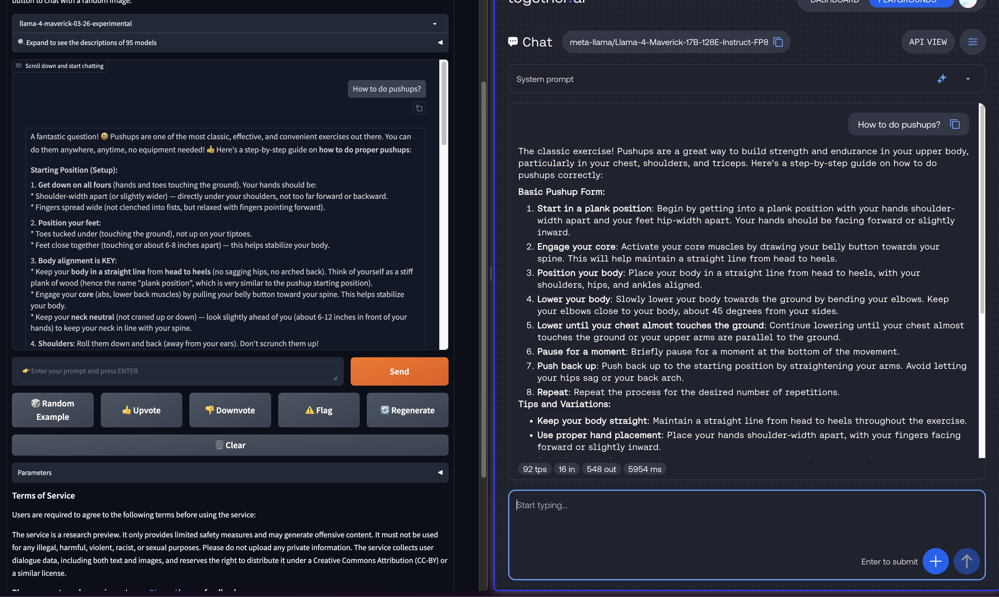 button to chat with a random image.
llama-4-maverick-03-26-experimental
Expand to see the descriptions of 95 models
Scroll down and start chatting
How to do pushups?
A fantastic question! 😄 Pushups are one of the most classic, effective, and convenient exercises out there. You can
do them anywhere, anytime, no equipment needed! 👍 Here's a step-by-step guide on how to do proper pushups:
Starting Position (Setup):
1. Get down on all fours (hands and toes touching the ground). Your hands should be:
* Shoulder-width apart (or slightly wider) — directly under your shoulders, not too far forward or backward.
* Fingers spread wide (not clenched into fists, but relaxed with fingers pointing forward).
2. Position your feet:
* Toes tucked under (touching the ground), not up on your tiptoes.
* Feet close together (touching or about 6-8 inches apart) — this helps stabilize your body.
3. Body alignment is KEY:
* Keep your body in a straight line from head to heels (no sagging hips, no arched back). Think of yourself as a stiff
plank of wood (hence the name "plank position", which is very similar to the pushup starting position).
* Engage your core (abs, lower back muscles) by pulling your belly button toward your spine. This helps stabilize
your body.
* Keep your neck neutral (not craned up or down) — look slightly ahead of you (about 6-12 inches in front of your
hands) to keep your neck in line with your spine.
4. Shoulders: Roll them down and back (away from your ears). Don't scrunch them up!
👉 Enter your prompt and press ENTER
Send
🎲 Random
Example
👍 Upvote
👎 Downvote
⚠️ Flag
🔄 Regenerate
🗑️ Clear
Parameters
Terms of Service
Users are required to agree to the following terms before using the service:
The service is a research preview. It only provides limited safety measures and may generate offensive content. It must not be used
for any illegal, harmful, violent, racist, or sexual purposes. Please do not upload any private information. The service collects user
dialogue data, including both text and images, and reserves the right to distribute it under a Creative Commons Attribution (CC-BY) or
a similar license.
together.ai
DASHBOARD
PLAYGROUNDS
Chat
meta-llama/Llama-4-Maverick-17B-128E-Instruct-FP8
API VIEW
System prompt
How to do pushups?
The classic exercise! Pushups are a great way to build strength and endurance in your upper body,
particularly in your chest, shoulders, and triceps. Here's a step-by-step guide on how to do
pushups correctly:
Basic Pushup Form:
1. Start in a plank position: Begin by getting into a plank position with your hands shoulder-
width apart and your feet hip-width apart. Your hands should be facing forward or slightly
inward.
2. Engage your core: Activate your core muscles by drawing your belly button towards your
spine. This will help maintain a straight line from head to heels.
3. Position your body: Place your body in a straight line from head to heels, with your
shoulders, hips, and ankles aligned.
4. Lower your body: Slowly lower your body towards the ground by bending your elbows. Keep
your elbows close to your body, about 45 degrees from your sides.
5. Lower until your chest almost touches the ground: Continue lowering until your chest almost
touches the ground or your upper arms are parallel to the ground.
6. Pause for a moment: Briefly pause for a moment at the bottom of the movement.
7. Push back up: Push back up to the starting position by straightening your arms. Avoid letting
your hips sag or your back arch.
8. Repeat: Repeat the process for the desired number of repetitions.
Tips and Variations:
• Keep your body straight: Maintain a straight line from head to heels throughout the exercise.
• Use proper hand placement: Place your hands shoulder-width apart, with your fingers facing
forward or slightly inward.
92 tps
16 in
548 out
5954 ms
Start typing...
Enter to submit